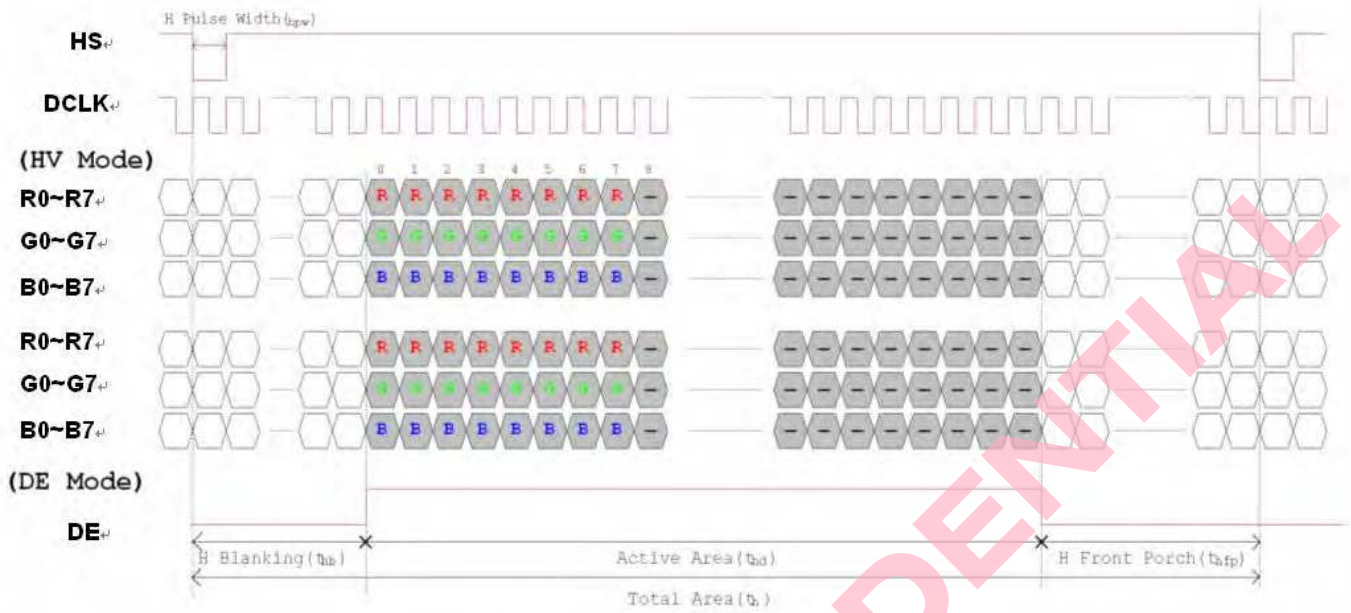 H Pulse Width(thpw)
HS
DCLK
(HV Mode)
0 1 2 3 4 5 6 7 8
R0~R7 R R R R R R R R – – – – – – – – –
G0~G7 G G G G G G G G – – – – – – – – –
B0~B7 B B B B B B B B – – – – – – – – –
R0~R7 R R R R R R R R – – – – – – – – –
G0~G7 G G G G G G G G – – – – – – – – –
B0~B7 B B B B B B B B – – – – – – – – –
(DE Mode)
DE
H Blanking(thb) Active Area(thd) H Front Porch(thfp)
Total Area(th)
DENTIAL